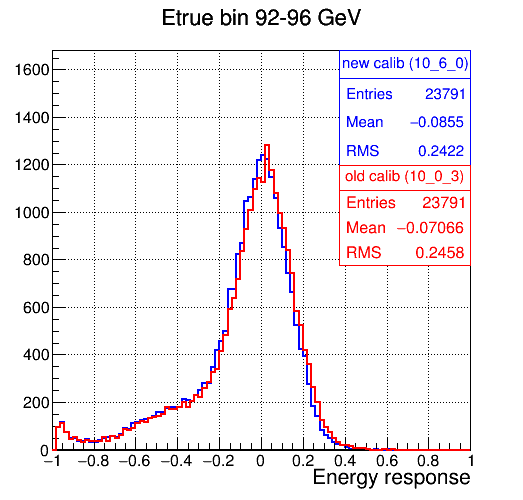 Etrue bin 92-96 GeV
new calib (10_6_0)
Entries 23791
Mean −0.0855
RMS 0.2422
old calib (10_0_3)
Entries 23791
Mean −0.07066
RMS 0.2458
1600
1400
1200
1000
800
600
400
200
0
−1 −0.8 −0.6 −0.4 −0.2 0 0.2 0.4 0.6 0.8 1
Energy response